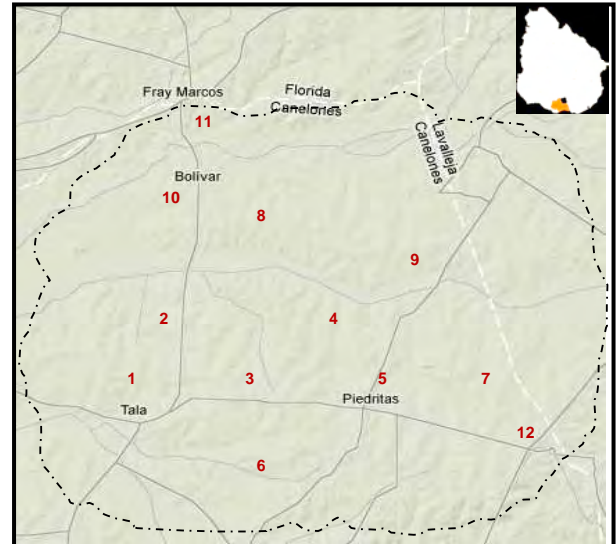 Fray Marcos
Florida
Canelones
11
Lavalleja
Canelones
Bolívar
10
8
9
2
4
1
3
5
7
Piedritas
Tala
12
6